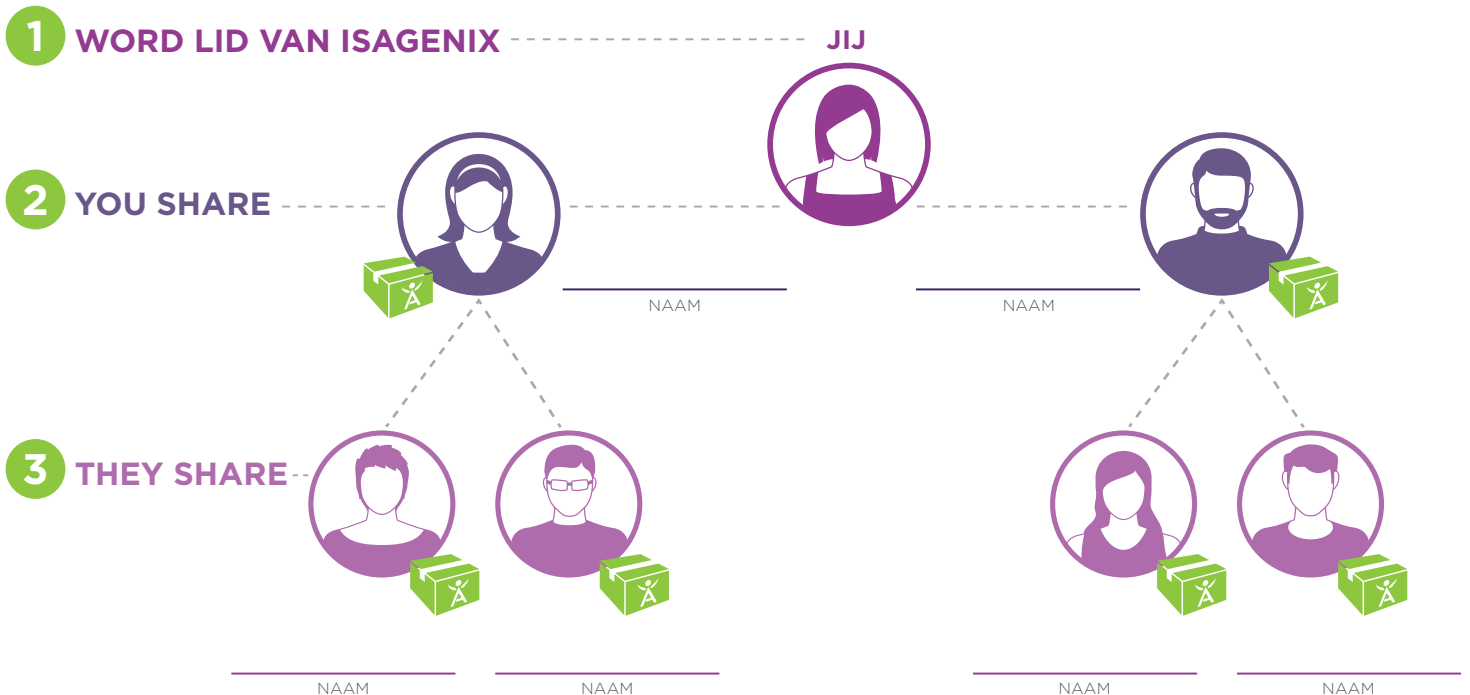 1 WORD LID VAN ISAGENIX
JIJ
2 YOU SHARE
NAAM
NAAM
3 THEY SHARE
NAAM
NAAM
NAAM
NAAM